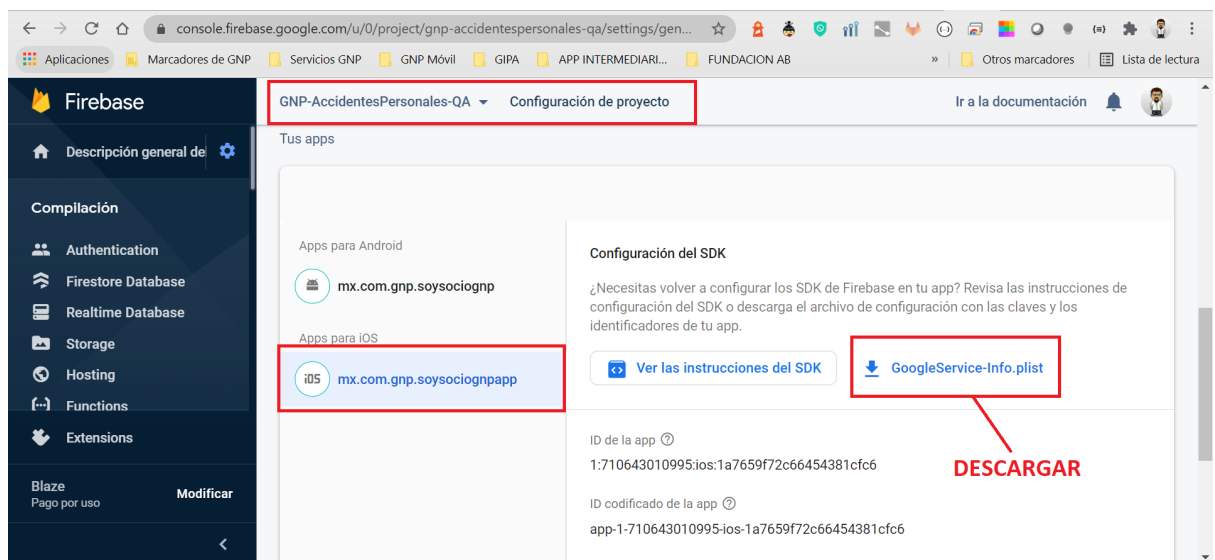 console.firebase.google.com/u/0/project/gnp-accidentespersonales-qa/settings/gen...
Aplicaciones
Marcadores de GNP
Servicios GNP
GNP Móvil
GIPA
APP INTERMEDIARI...
FUNDACION AB
»
Otros marcadores
Lista de lectura
Firebase
GNP-AccidentesPersonales-QA
Configuración de proyecto
Ir a la documentación
Descripción general de
Tus apps
Compilación
Authentication
Firestore Database
Realtime Database
Storage
Hosting
Functions
Extensions
Blaze
Pago por uso
Modificar
Apps para Android
mx.com.gnp.soysociognp
Apps para iOS
iOS
mx.com.gnp.soysociognpapp
Configuración del SDK
¿Necesitas volver a configurar los SDK de Firebase en tu app? Revisa las instrucciones de
configuración del SDK o descarga el archivo de configuración con las claves y los
identificadores de tu app.
Ver las instrucciones del SDK
GoogleService-Info.plist
DESCARGAR
ID de la app
1:710643010995:ios:1a7659f72c66454381cfc6
ID codificado de la app
app-1-710643010995-ios-1a7659f72c66454381cfc6